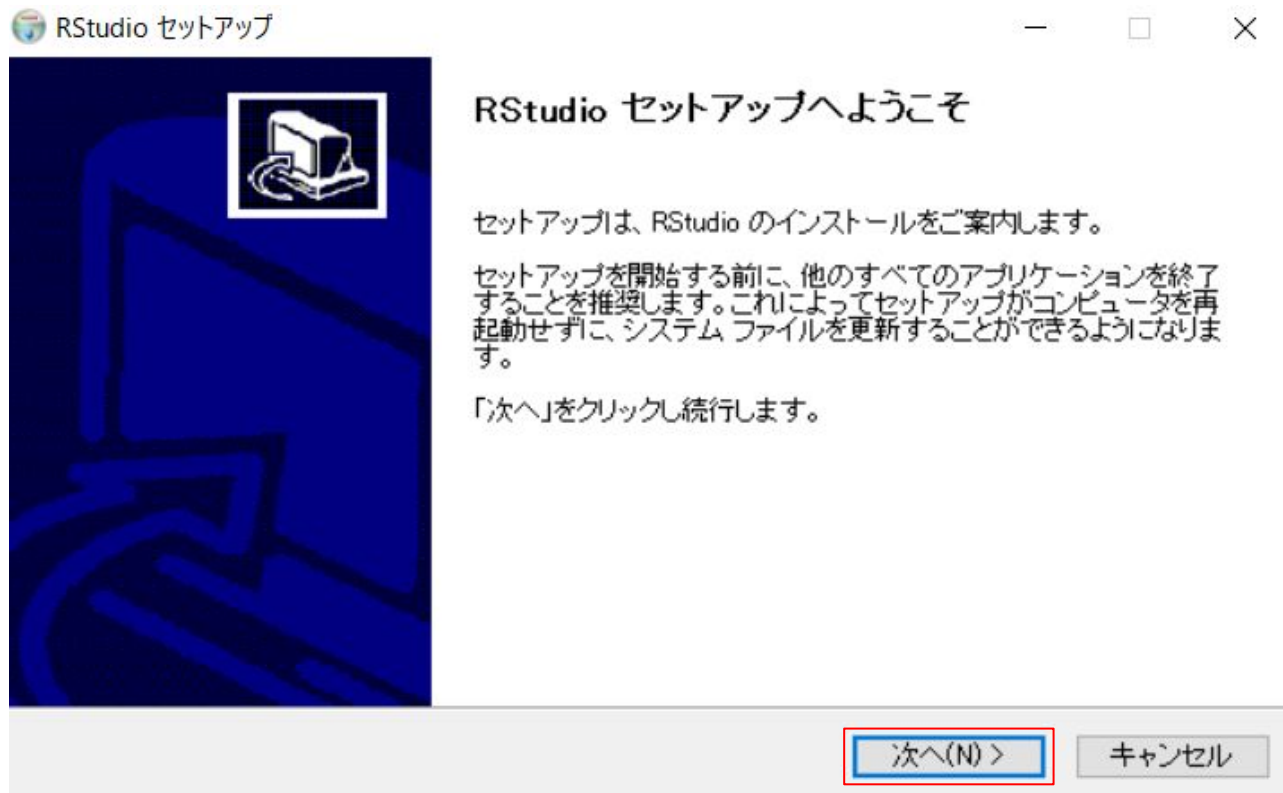 RStudio セットアップ
RStudio セットアップへようこそ
セットアップは、RStudio のインストールをご案内します。
セットアップを開始する前に、他のすべてのアプリケーションを終了
することを推奨します。これによってセットアップがコンピュータを再
起動せずに、システム ファイルを更新することができるようになりま
す。
「次へ」をクリックし続行します。
次へ(N) >
キャンセル